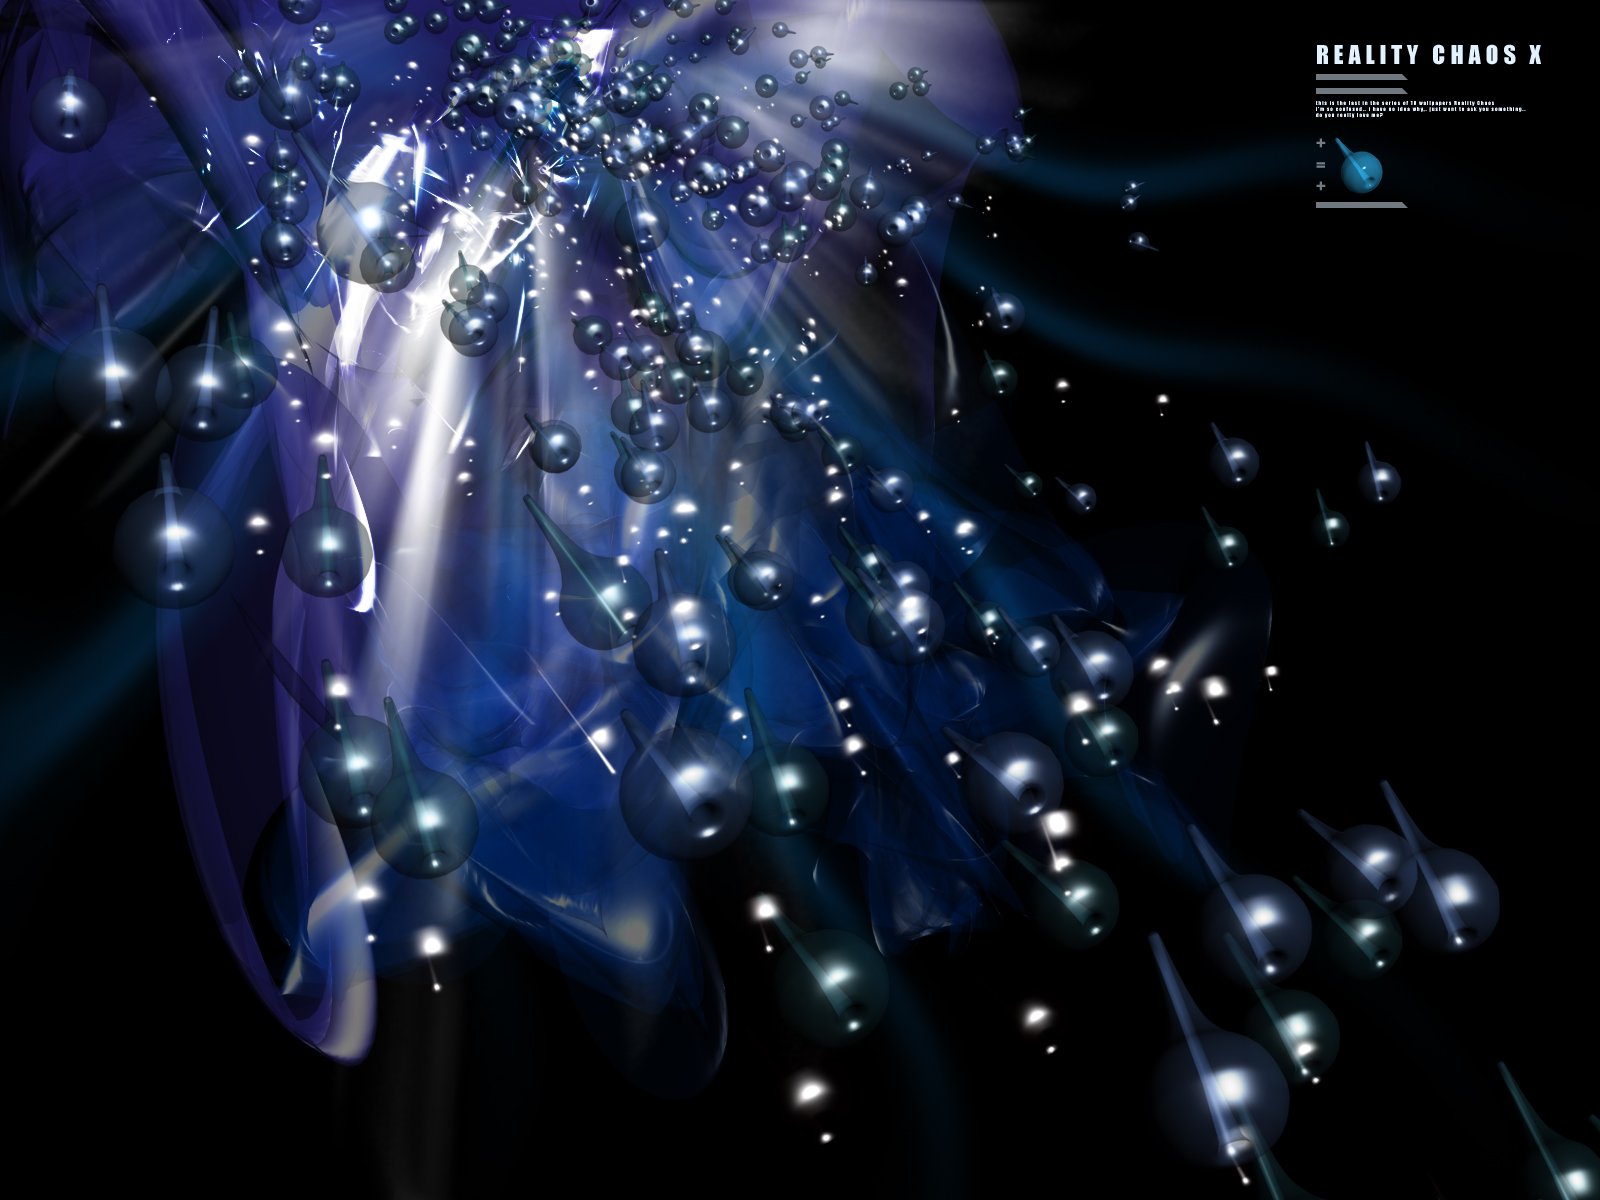 REALITY CHAOS X
this is the last in the series of 10 wallpapers Reality Chaos
i'm so confused... i have no idea why... just want to ask you something...
do you really love me?
+
=
+